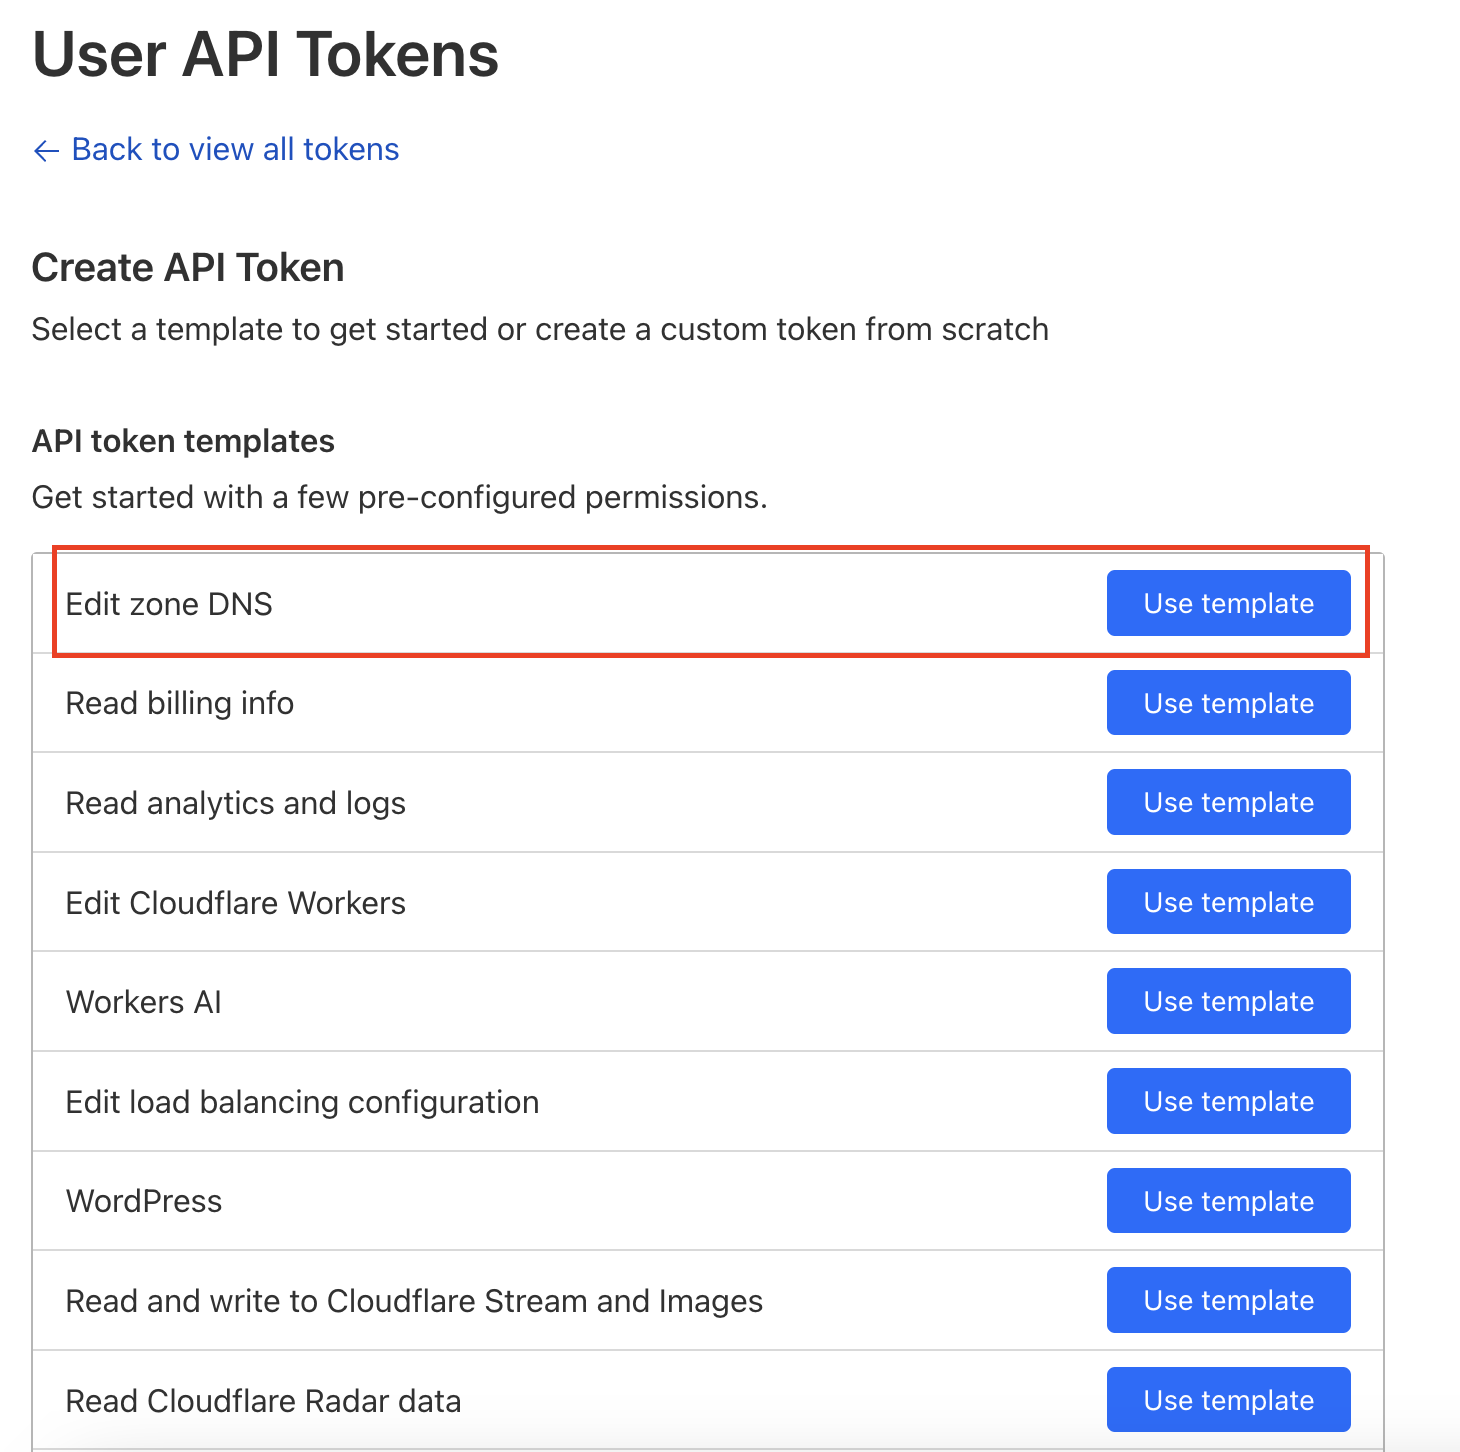 User API Tokens
← Back to view all tokens
Create API Token
Select a template to get started or create a custom token from scratch
API token templates
Get started with a few pre-configured permissions.
Edit zone DNS Use template
Read billing info Use template
Read analytics and logs Use template
Edit Cloudflare Workers Use template
Workers AI Use template
Edit load balancing configuration Use template
WordPress Use template
Read and write to Cloudflare Stream and Images Use template
Read Cloudflare Radar data Use template